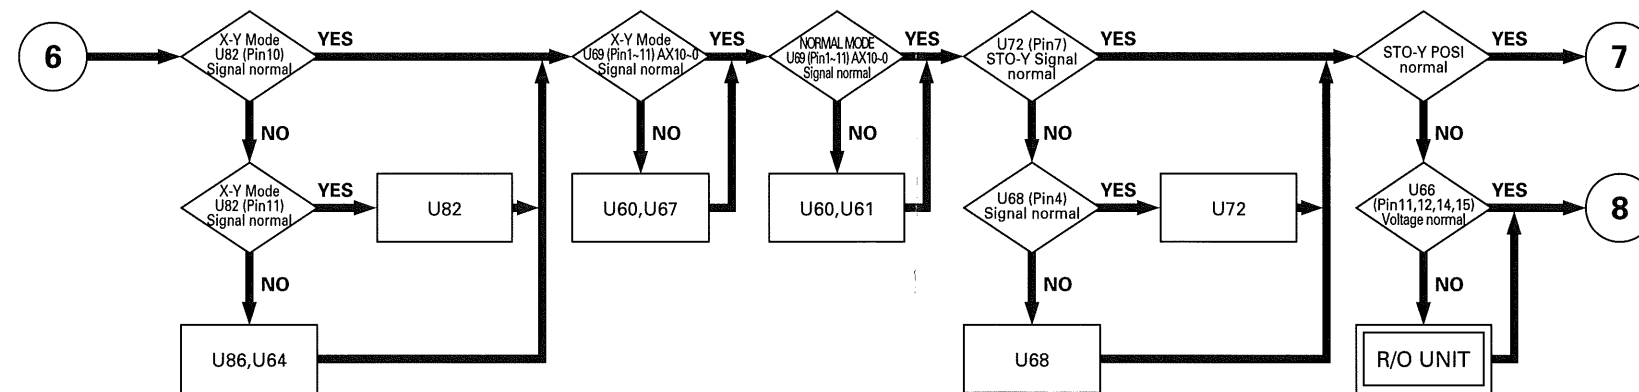 6
X-Y Mode
U82 (Pin10)
Signal normal
YES
NO
X-Y Mode
U82 (Pin11)
Signal normal
YES
U82
NO
U86,U64
X-Y Mode
U69 (Pin1~11) AX10~0
Signal normal
YES
NO
U60,U67
NORMAL MODE
U69 (Pin1~11) AX10~0
Signal normal
YES
NO
U60,U61
U72 (Pin7)
STO-Y Signal
normal
YES
NO
U68 (Pin4)
Signal normal
YES
U72
NO
U68
STO-Y POSI
normal
YES
7
NO
U66
(Pin11,12,14,15)
Voltage normal
YES
8
NO
R/O UNIT